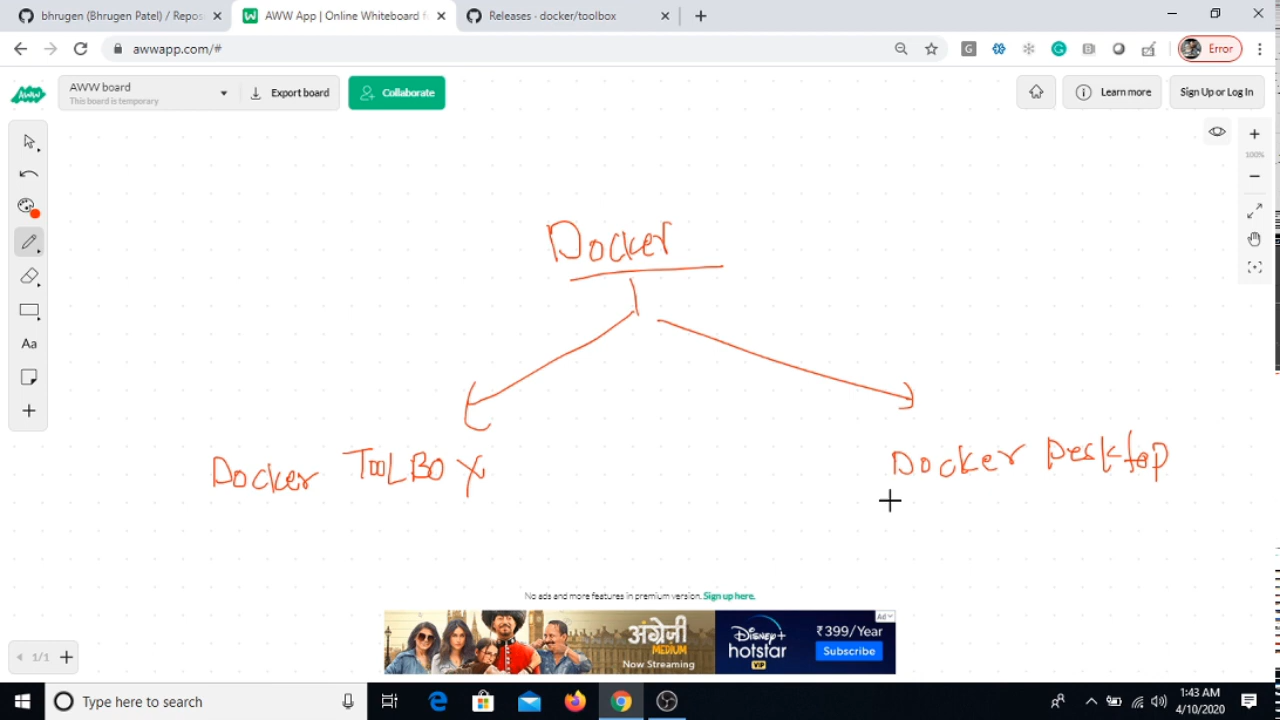 bhrugen (Bhrugen Patel) / Repos
AWW App | Online Whiteboard f
Releases · docker/toolbox
awwapp.com/#
Error
AWW board
This board is temporary
Export board
Collaborate
Learn more
Sign Up or Log In
100%
Docker
Docker TOOLBOX
Docker Desktop
Aa
No ads and more features in premium version. Sign up here.
अंग्रेज़ी
MEDIUM
Now Streaming
Disney+
hotstar
VIP
₹399/Year
Subscribe
Ad
1/1
Type here to search
1:43 AM
4/10/2020